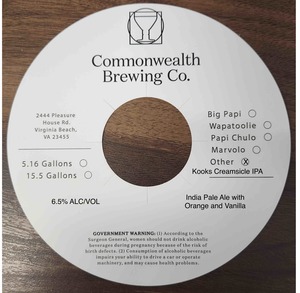 Commonwealth
Brewing Co.
2444 Pleasure
House Rd.
Virginia Beach,
VA 23455
Big Papi
Wapatoolie
Papi Chulo
Marvolo
Other X
Kooks Creamsicle IPA
5.16 Gallons
15.5 Gallons
6.5% ALC/VOL
India Pale Ale with
Orange and Vanilla
GOVERNMENT WARNING: (1) According to the
Surgeon General, women should not drink alcoholic
beverages during pregnancy because of the risk of
birth defects. (2) Consumption of alcoholic beverages
impairs your ability to drive a car or operate
machinery, and may cause health problems.